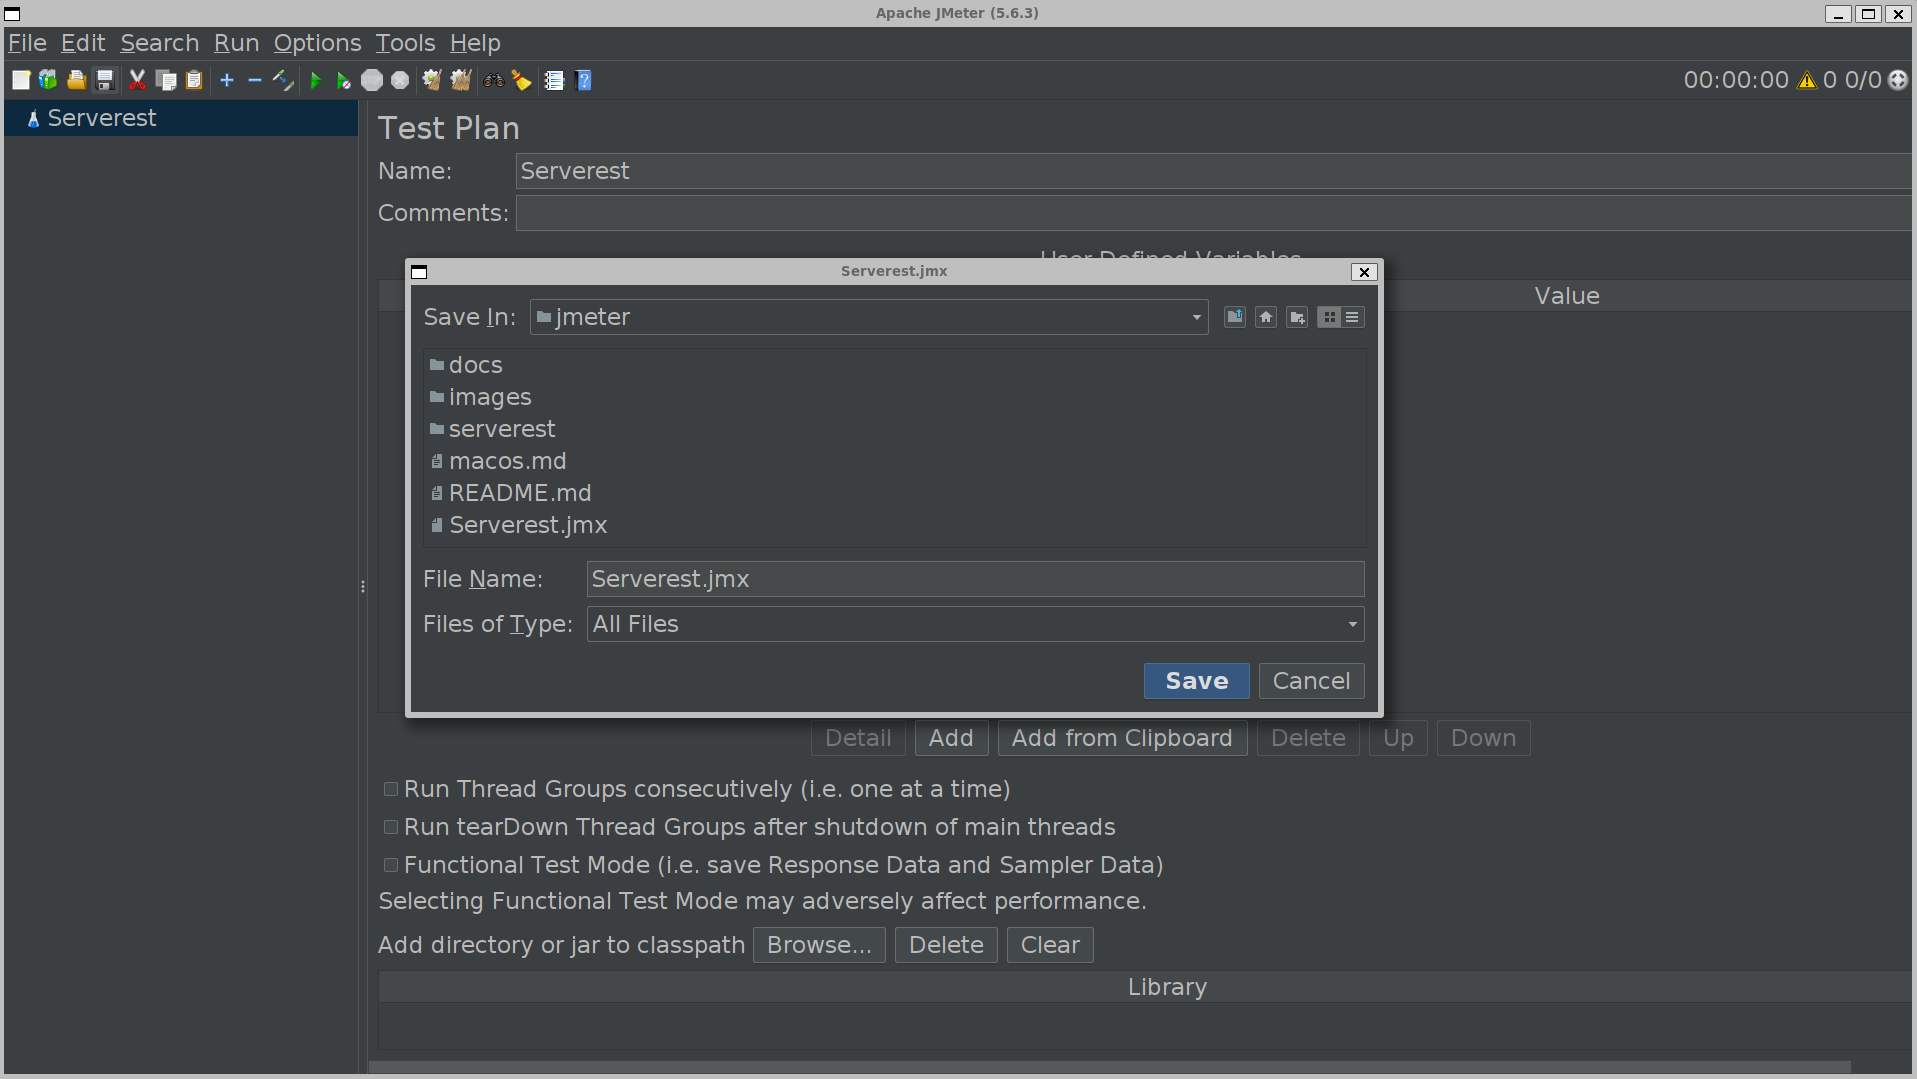 Apache JMeter (5.6.3)
File Edit Search Run Options Tools Help
00:00:00 0 0/0
Serverest
Test Plan
Name: Serverest
Comments:
User Defined Variables
Value
Serverest.jmx
Save In: jmeter
docs
images
serverest
macos.md
README.md
Serverest.jmx
File Name: Serverest.jmx
Files of Type: All Files
Save Cancel
Detail Add Add from Clipboard Delete Up Down
Run Thread Groups consecutively (i.e. one at a time)
Run tearDown Thread Groups after shutdown of main threads
Functional Test Mode (i.e. save Response Data and Sampler Data)
Selecting Functional Test Mode may adversely affect performance.
Add directory or jar to classpath Browse... Delete Clear
Library